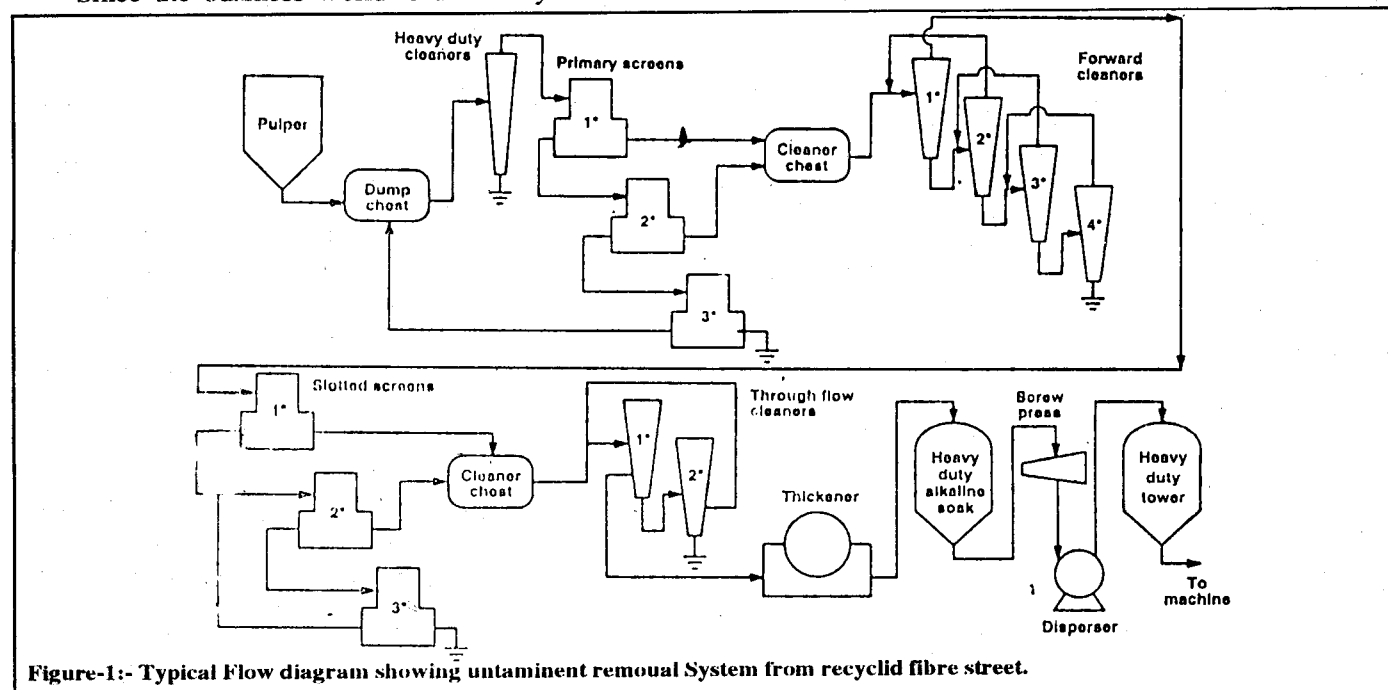 Heavy duty
cleaners
Primary screens
Forward
cleaners
Pulper
1°
1°
2°
Cleaner
chest
Dump
chest
2°
3°
4°
3°
Slotted screens
Through flow
cleaners
Borew
press
1°
1°
2°
Cleaner
chest
Heavy
duty
alkaline
soak
Heavy
duty
tower
2°
Thickener
3°
To
machine
Disperser
Figure-1:- Typical Flow diagram showing untaminent remoual System from recyclid fibre street.